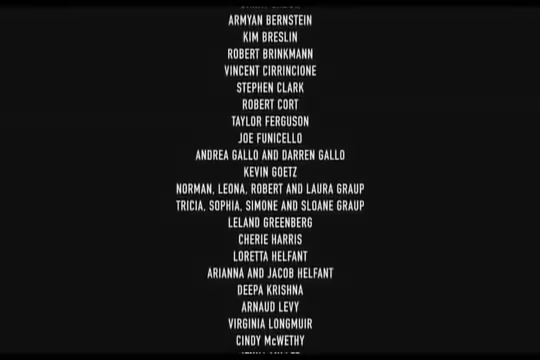 ARMYAN BERNSTEIN
KIM BRESLIN
ROBERT BRINKMANN
VINCENT CIRRINCIONE
STEPHEN CLARK
ROBERT CORT
TAYLOR FERGUSON
JOE FUNICELLO
ANDREA GALLO AND DARREN GALLO
KEVIN GOETZ
NORMAN, LEONA, ROBERT AND LAURA GRAUP
TRICIA, SOPHIA, SIMONE AND SLOANE GRAUP
LELAND GREENBERG
CHERIE HARRIS
LORETTA HELFANT
ARIANNA AND JACOB HELFANT
DEEPA KRISHNA
ARNAUD LEVY
VIRGINIA LONGMUIR
CINDY McWETHY